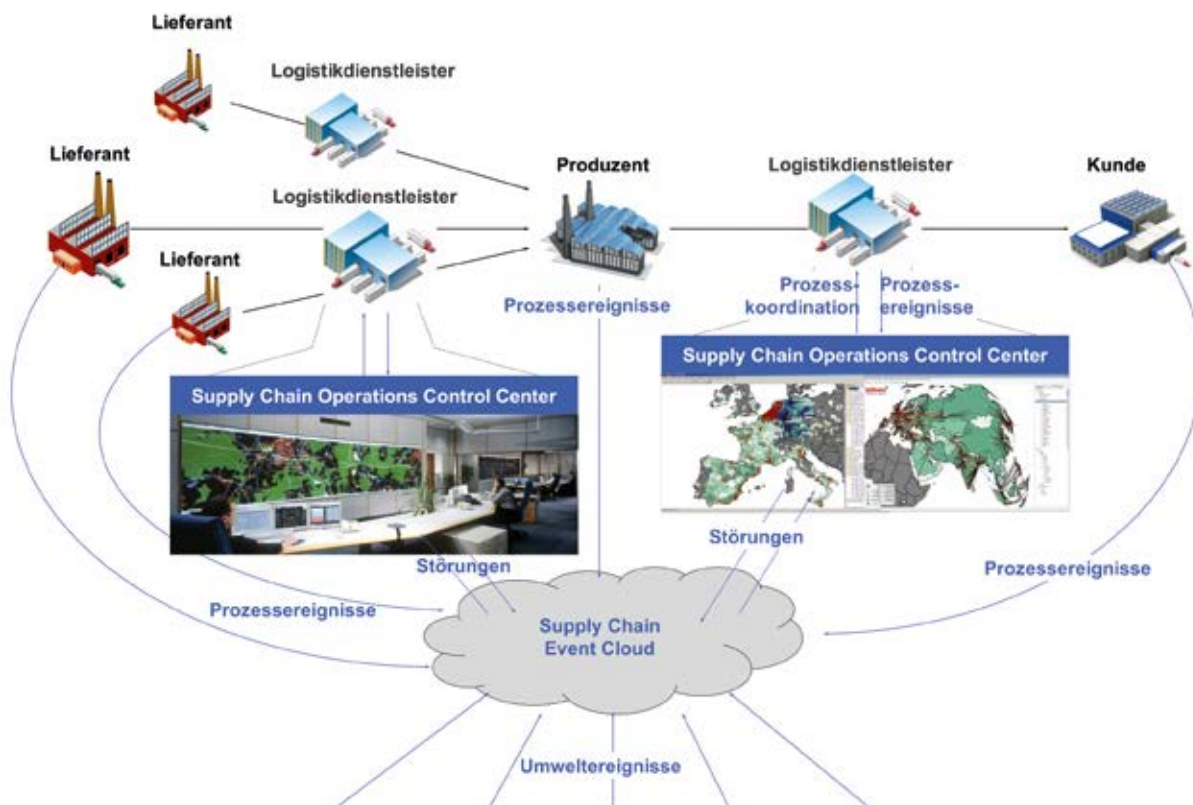 Lieferant
Logistikdienstleister
Lieferant
Produzent
Logistikdienstleister
Kunde
Logistikdienstleister
Lieferant
Prozessereignisse
Prozess-
koordination
Prozess-
ereignisse
Supply Chain Operations Control Center
Supply Chain Operations Control Center
Störungen
Störungen
Prozessereignisse
Prozessereignisse
Supply Chain
Event Cloud
Umweltereignisse